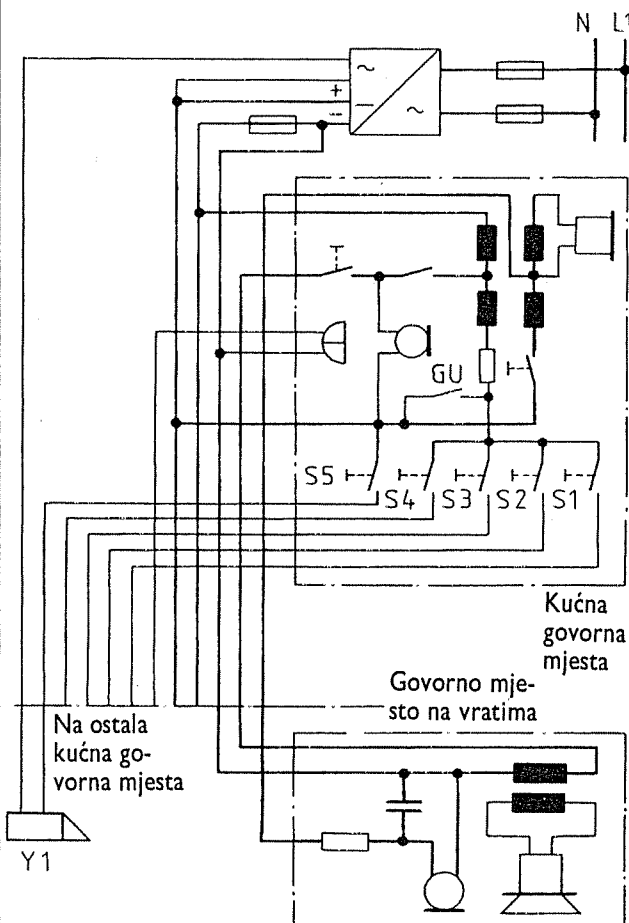 N L1
~
+
−
~
GU
S5 S4 S3 S2 S1
Kućna
govorna
mjesta
Govorno mje-
sto na vratima
Na ostala
kućna go-
vorna mjesta
Y1